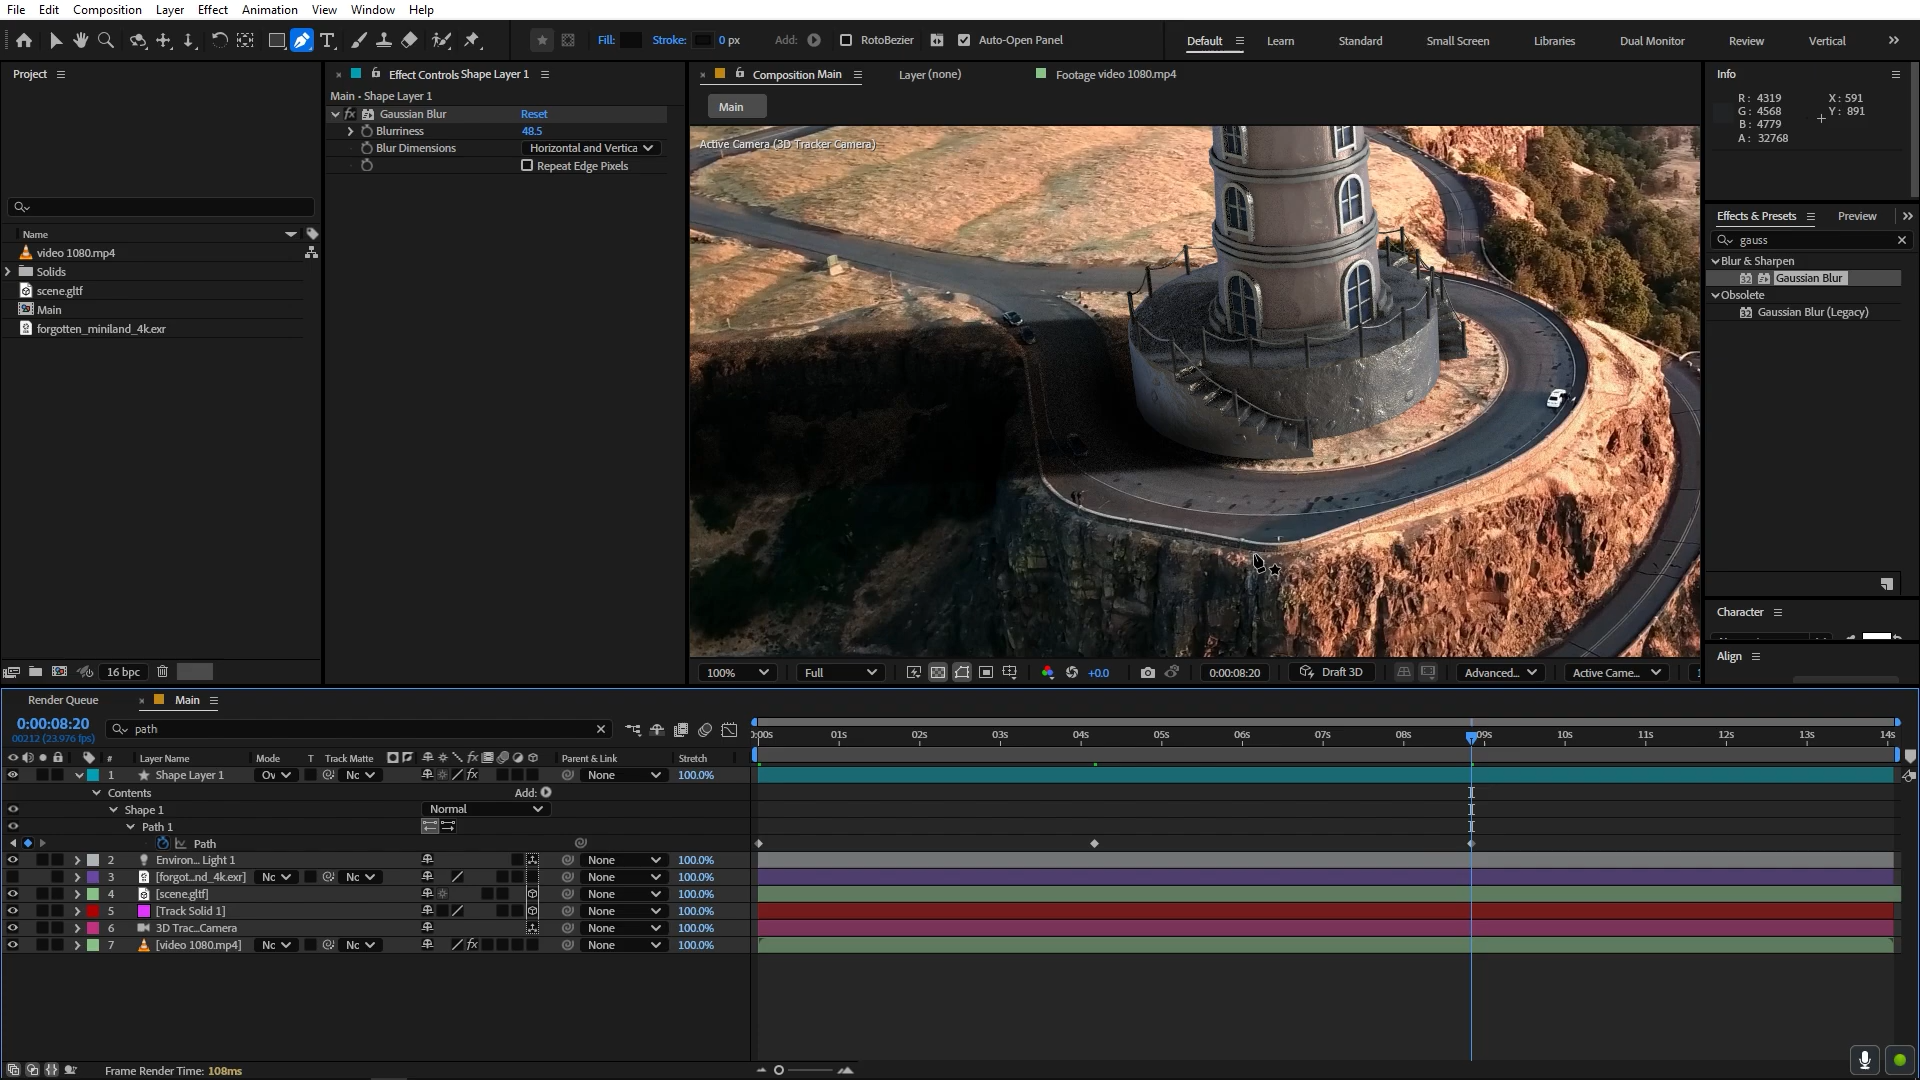 File Edit Composition Layer Effect Animation View Window Help
Fill: Stroke: 0 px Add: RotoBezier Auto-Open Panel Default Learn Standard Small Screen Libraries Dual Monitor Review Vertical
Project
Effect Controls Shape Layer 1
Composition Main
Layer (none)
Footage video 1080.mp4
Info
Main • Shape Layer 1
Main
R: 4319 X: 591
G: 4568 Y: 891
B: 4779
A: 32768
Gaussian Blur Reset
Blurriness 48.5
Blur Dimensions Horizontal and Vertica
Repeat Edge Pixels
Active Camera (3D Tracker Camera)
Effects & Presets Preview
gauss
Blur & Sharpen
32 Gaussian Blur
Obsolete
32 Gaussian Blur (Legacy)
Name
video 1080.mp4
Solids
scene.gltf
Main
forgotten_miniland_4k.exr
Character
Align
16 bpc
100% Full +0.0 0:00:08:20 Draft 3D Advanced... Active Came...
Render Queue Main
0:00:08:20
00212 (23.976 fps)
path
0:00s 01s 02s 03s 04s 05s 06s 07s 08s 09s 10s 11s 12s 13s 14s
# Layer Name Mode T Track Matte Parent & Link Stretch
1 Shape Layer 1 Ov Nc None 100.0%
Contents Add:
Shape 1 Normal
Path 1
Path
2 Environ... Light 1 None 100.0%
3 [forgot...nd_4k.exr] Nc Nc None 100.0%
4 [scene.gltf] None 100.0%
5 [Track Solid 1] None 100.0%
6 3D Trac...Camera None 100.0%
7 [video 1080.mp4] Nc Nc None 100.0%
Frame Render Time: 108ms